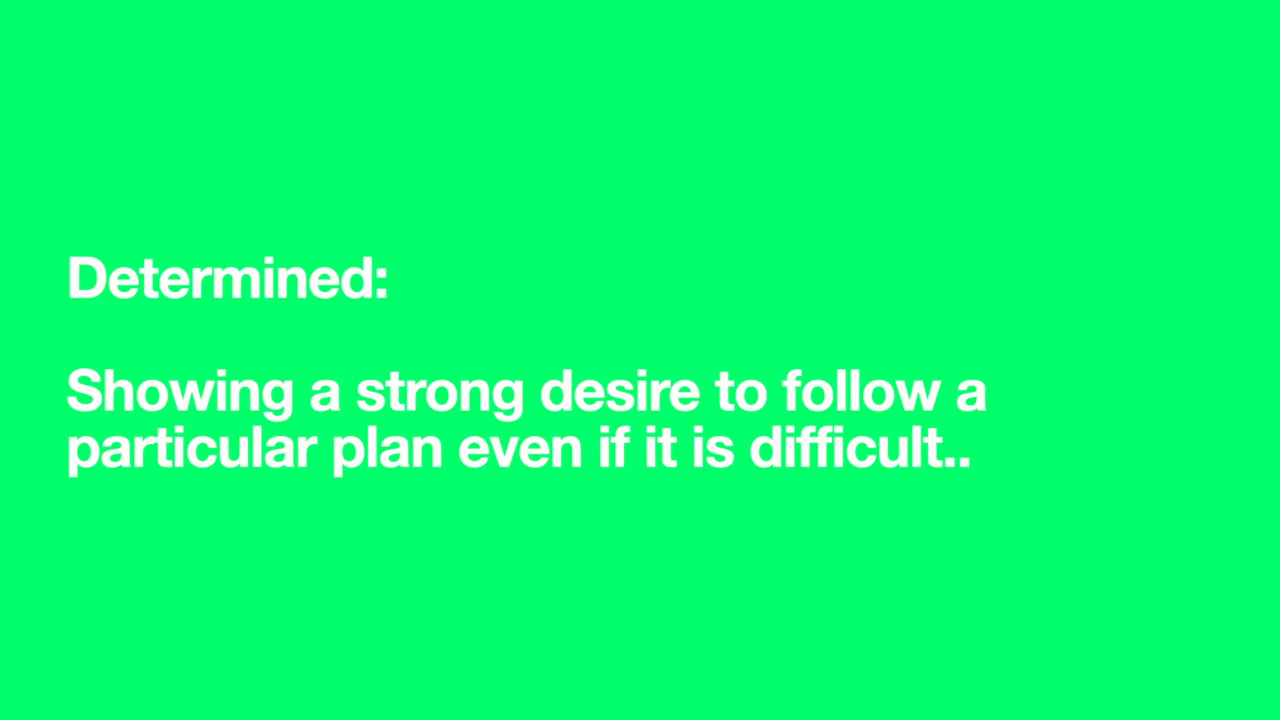 Determined:
Showing a strong desire to follow a
particular plan even if it is difficult..